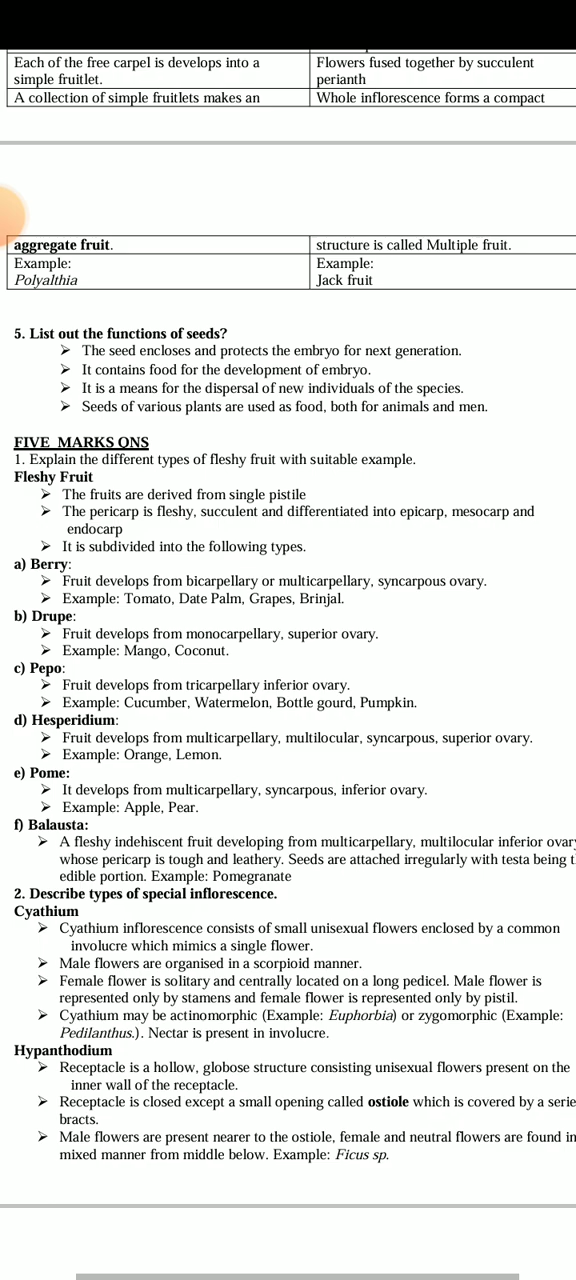 Each of the free carpel is develops into a
simple fruitlet.
Flowers fused together by succulent
perianth
A collection of simple fruitlets makes an
Whole inflorescence forms a compact
aggregate fruit.
structure is called Multiple fruit.
Example:
Polyalthia
Example:
Jack fruit
5. List out the functions of seeds?
➢ The seed encloses and protects the embryo for next generation.
➢ It contains food for the development of embryo.
➢ It is a means for the dispersal of new individuals of the species.
➢ Seeds of various plants are used as food, both for animals and men.
FIVE MARKS QNS
1. Explain the different types of fleshy fruit with suitable example.
Fleshy Fruit
➢ The fruits are derived from single pistile
➢ The pericarp is fleshy, succulent and differentiated into epicarp, mesocarp and
endocarp
➢ It is subdivided into the following types.
a) Berry:
➢ Fruit develops from bicarpellary or multicarpellary, syncarpous ovary.
➢ Example: Tomato, Date Palm, Grapes, Brinjal.
b) Drupe:
➢ Fruit develops from monocarpellary, superior ovary.
➢ Example: Mango, Coconut.
c) Pepo:
➢ Fruit develops from tricarpellary inferior ovary.
➢ Example: Cucumber, Watermelon, Bottle gourd, Pumpkin.
d) Hesperidium:
➢ Fruit develops from multicarpellary, multilocular, syncarpous, superior ovary.
➢ Example: Orange, Lemon.
e) Pome:
➢ It develops from multicarpellary, syncarpous, inferior ovary.
➢ Example: Apple, Pear.
f) Balausta:
➢ A fleshy indehiscent fruit developing from multicarpellary, multilocular inferior ovary
whose pericarp is tough and leathery. Seeds are attached irregularly with testa being t
edible portion. Example: Pomegranate
2. Describe types of special inflorescence.
Cyathium
➢ Cyathium inflorescence consists of small unisexual flowers enclosed by a common
involucre which mimics a single flower.
➢ Male flowers are organised in a scorpioid manner.
➢ Female flower is solitary and centrally located on a long pedicel. Male flower is
represented only by stamens and female flower is represented only by pistil.
➢ Cyathium may be actinomorphic (Example: Euphorbia) or zygomorphic (Example:
Pedilanthus.). Nectar is present in involucre.
Hypanthodium
➢ Receptacle is a hollow, globose structure consisting unisexual flowers present on the
inner wall of the receptacle.
➢ Receptacle is closed except a small opening called ostiole which is covered by a serie
bracts.
➢ Male flowers are present nearer to the ostiole, female and neutral flowers are found in
mixed manner from middle below. Example: Ficus sp.